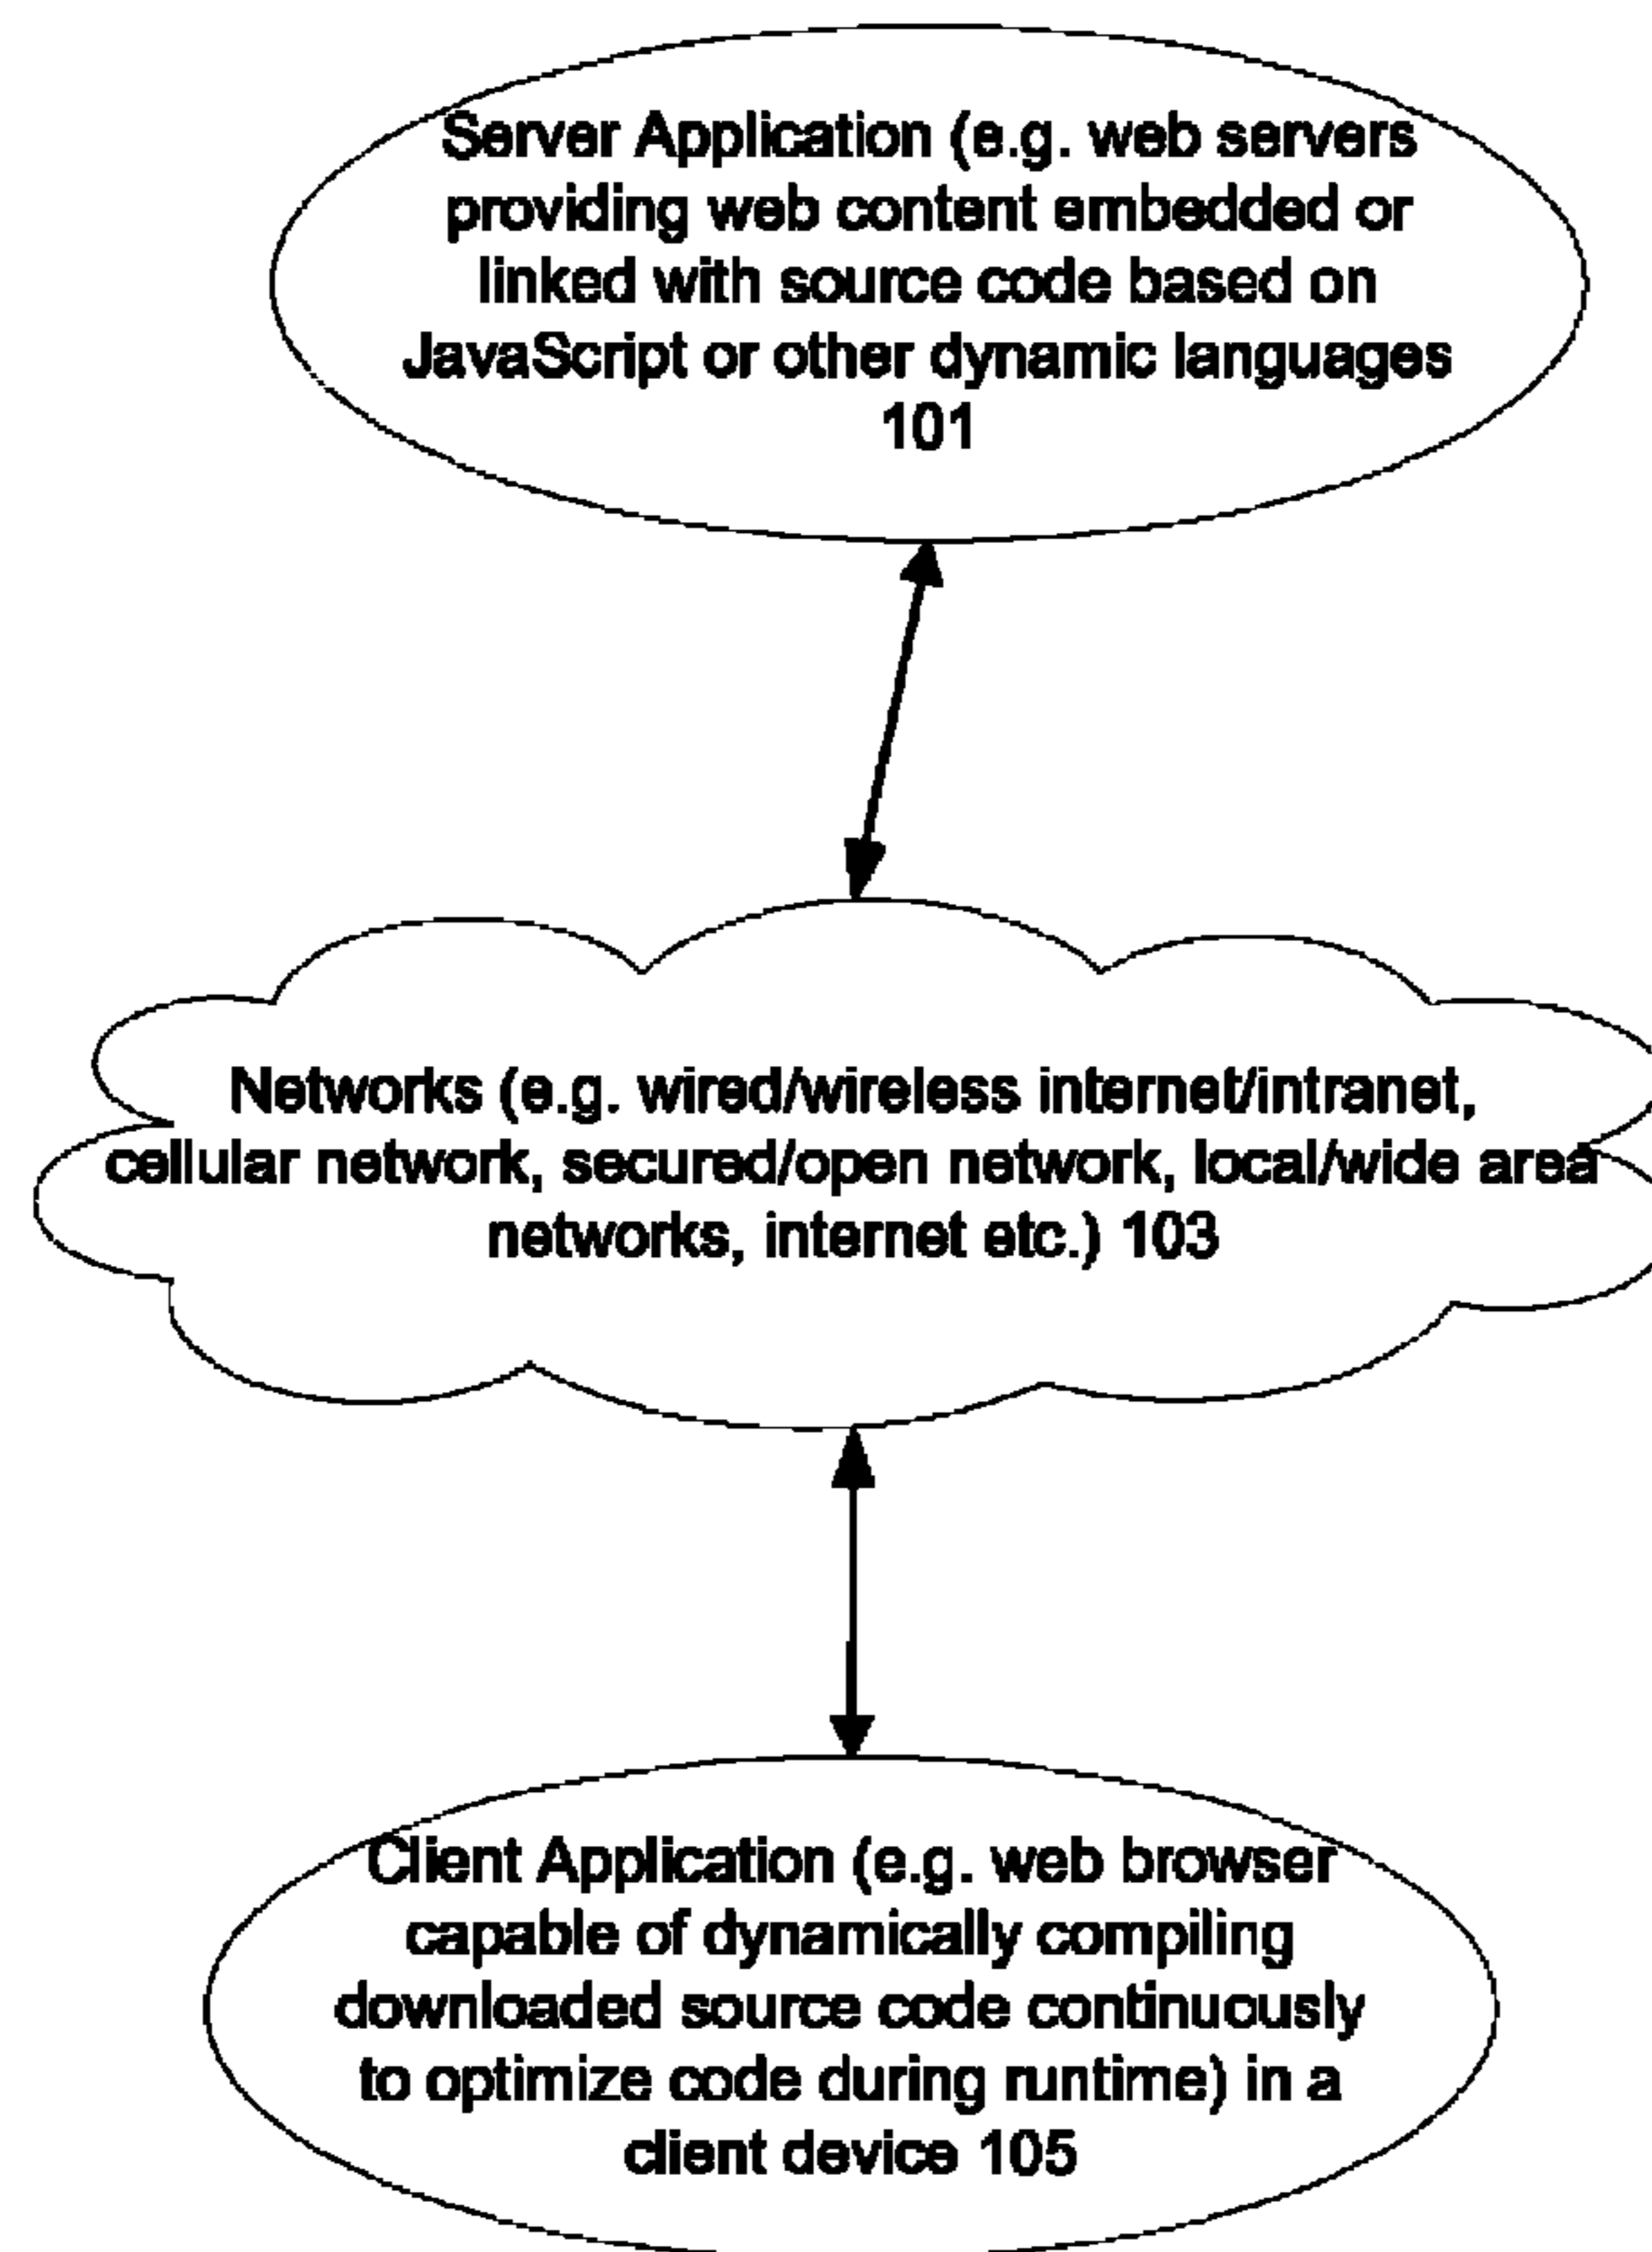 Server Application (e.g. web servers
providing web content embedded or
linked with source code based on
JavaScript or other dynamic languages
101
Networks (e.g. wired/wireless internet/intranet,
cellular network, secured/open network, local/wide area
networks, internet etc.) 103
Client Application (e.g. web browser
capable of dynamically compiling
downloaded source code continuously
to optimize code during runtime) in a
client device 105